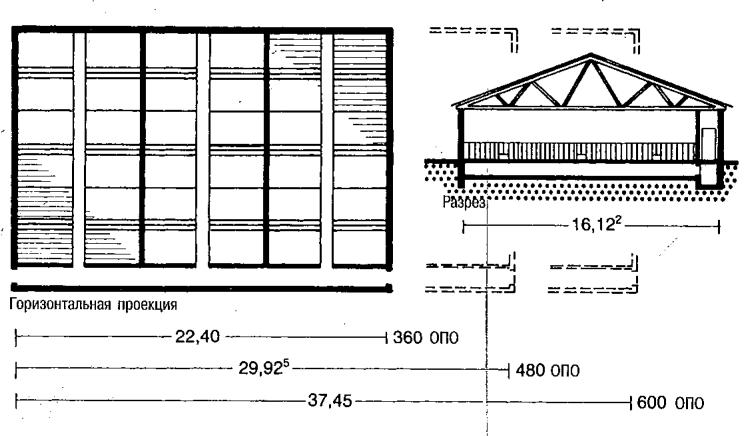 Разрез
16,12²
Горизонтальная проекция
22,40 360 ОПО
29,92⁵ 480 ОПО
37,45 600 ОПО